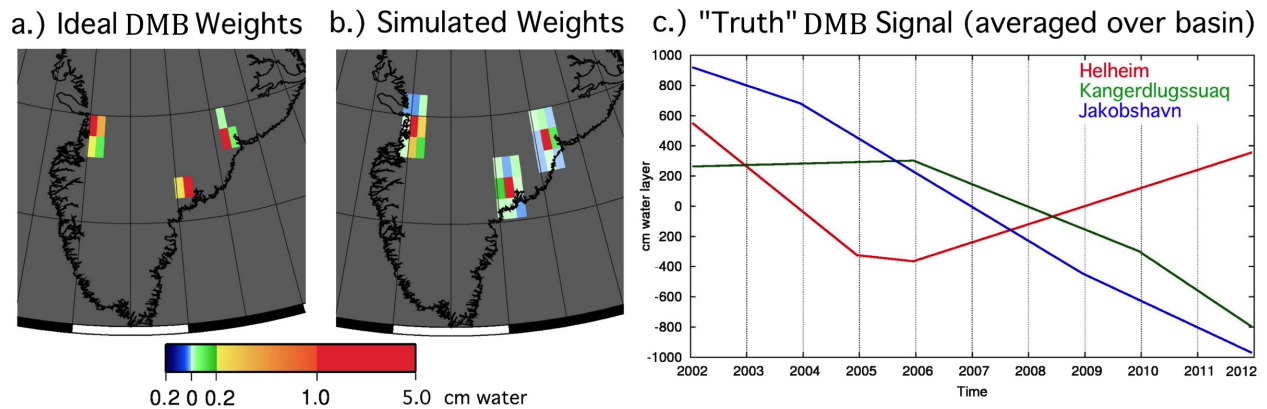 a.) Ideal DMB Weights
b.) Simulated Weights
c.) "Truth" DMB Signal (averaged over basin)
0.2 0 0.2 1.0 5.0 cm water
cm water layer
1000
800
600
400
200
0
200
-400
-600
-800
-1000
Helheim
Kangerdlugssuaq
Jakobshavn
2002 2003 2004 2005 2006 2007 2008 2009 2010 2011 2012
Time